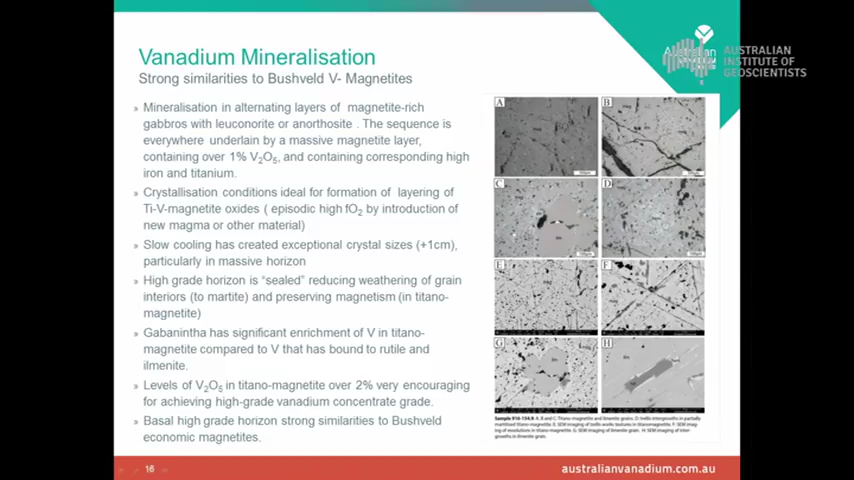 Vanadium Mineralisation
Strong similarities to Bushveld V- Magnetites
» Mineralisation in alternating layers of magnetite-rich
gabbros with leuconorite or anorthosite . The sequence is
everywhere underlain by a massive magnetite layer,
containing over 1% V2O5, and containing corresponding high
iron and titanium.
» Crystallisation conditions ideal for formation of layering of
Ti-V-magnetite oxides ( episodic high fO2 by introduction of
new magma or other material)
» Slow cooling has created exceptional crystal sizes (+1cm),
particularly in massive horizon
» High grade horizon is “sealed” reducing weathering of grain
interiors (to martite) and preserving magnetism (in titano-
magnetite)
» Gabanintha has significant enrichment of V in titano-
magnetite compared to V that has bound to rutile and
ilmenite.
» Levels of V2O5 in titano-magnetite over 2% very encouraging
for achieving high-grade vanadium concentrate grade.
» Basal high grade horizon strong similarities to Bushveld
economic magnetites.
AUSTRALIAN
INSTITUTE OF
GEOSCIENTISTS
Australian
A
B
C
D
E
F
G
H
16
australianvanadium.com.au